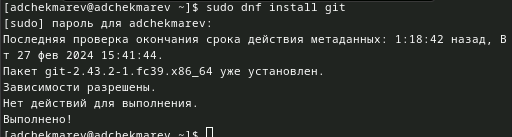 [adchekmarev@adchekmarev ~]$ sudo dnf install git
[sudo] пароль для adchekmarev:
Последняя проверка окончания срока действия метаданных: 1:18:42 назад, В
т 27 фев 2024 15:41:44.
Пакет git-2.43.2-1.fc39.x86_64 уже установлен.
Зависимости разрешены.
Нет действий для выполнения.
Выполнено!
[adchekmarev@adchekmarev ~]$